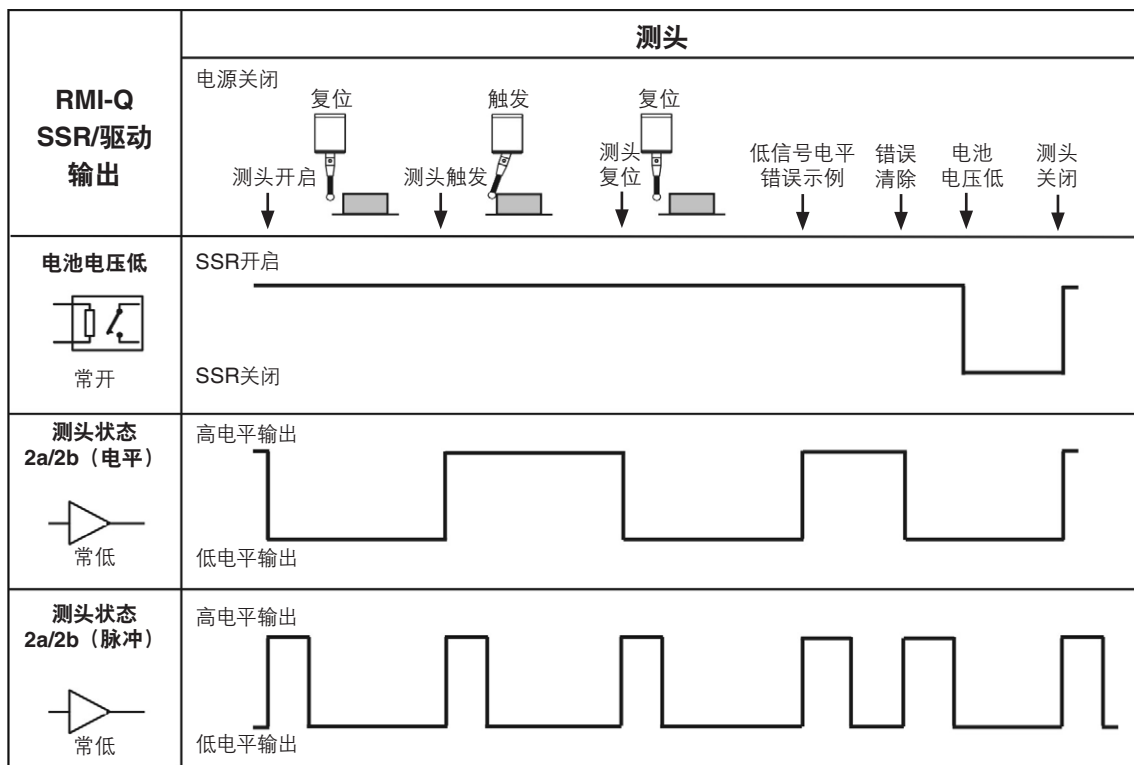 RMI-Q
SSR/驱动
输出
测头
电源关闭
复位
触发
复位
测头开启
测头触发
测头
复位
低信号电平
错误示例
错误
清除
电池
电压低
测头
关闭
电池电压低
常开
SSR开启
SSR关闭
测头状态
2a/2b（电平）
常低
高电平输出
低电平输出
测头状态
2a/2b（脉冲）
常低
高电平输出
低电平输出